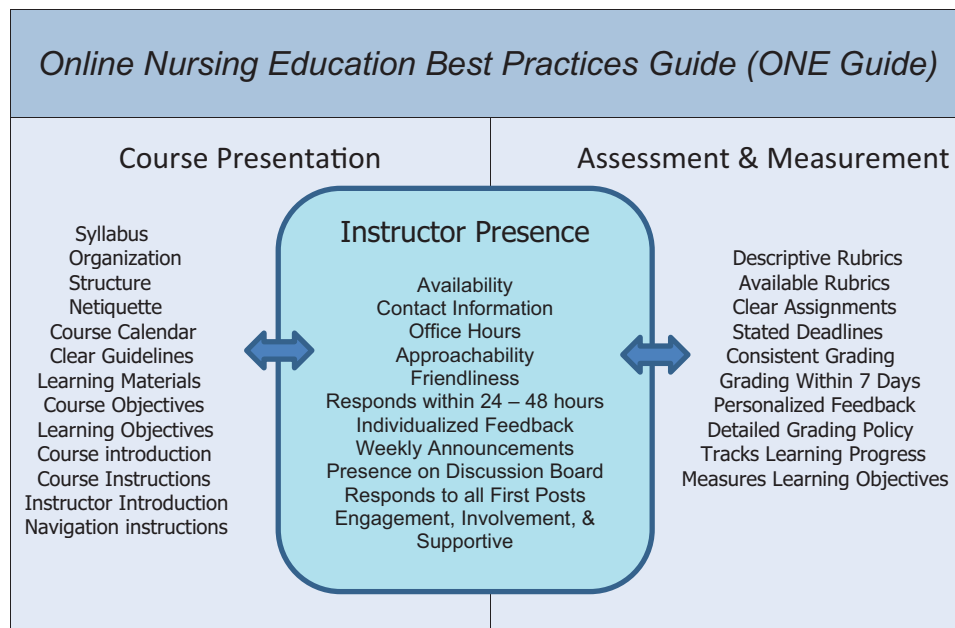 Online Nursing Education Best Practices Guide (ONE Guide)
Course Presentation
Syllabus
Organization
Structure
Netiquette
Course Calendar
Clear Guidelines
Learning Materials
Course Objectives
Learning Objectives
Course introduction
Course Instructions
Instructor Introduction
Navigation instructions
Instructor Presence
Availability
Contact Information
Office Hours
Approachability
Friendliness
Responds within 24 – 48 hours
Individualized Feedback
Weekly Announcements
Presence on Discussion Board
Responds to all First Posts
Engagement, Involvement, &
Supportive
Assessment & Measurement
Descriptive Rubrics
Available Rubrics
Clear Assignments
Stated Deadlines
Consistent Grading
Grading Within 7 Days
Personalized Feedback
Detailed Grading Policy
Tracks Learning Progress
Measures Learning Objectives